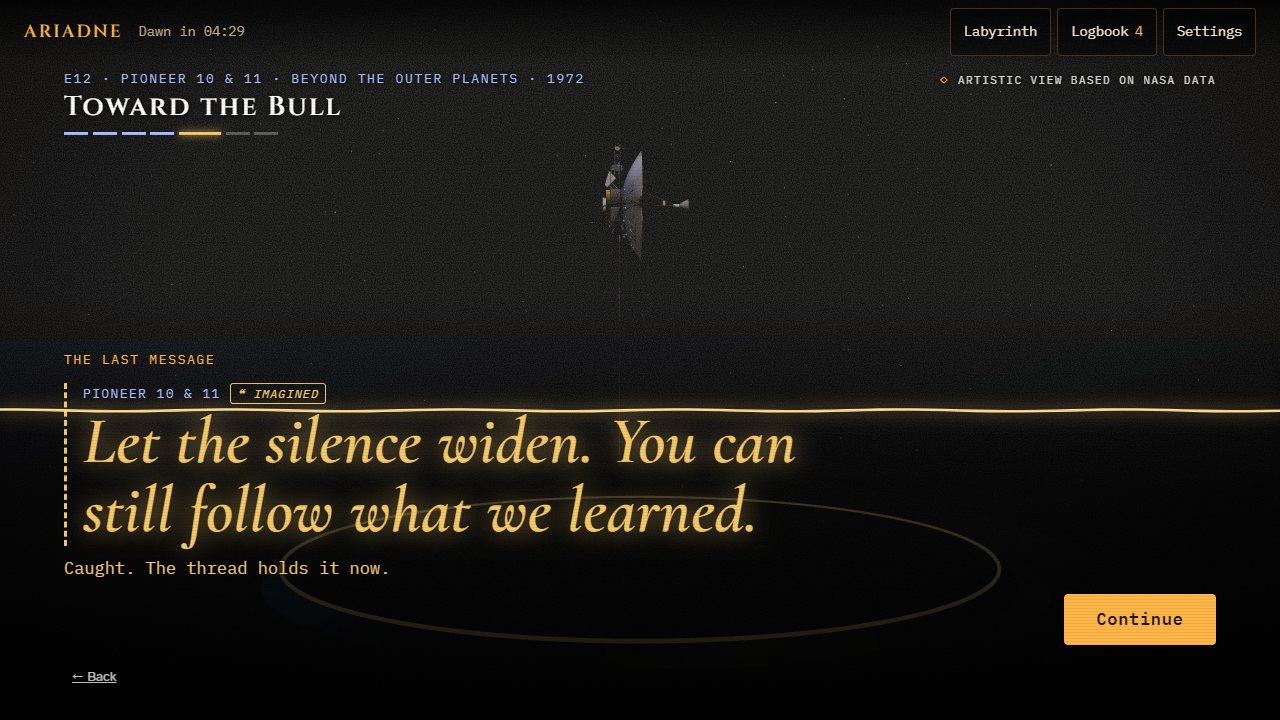 ARIADNE
Dawn in 04:29
Labyrinth
Logbook 4
Settings
E12 · PIONEER 10 & 11 · BEYOND THE OUTER PLANETS · 1972
Toward the Bull
◇ ARTISTIC VIEW BASED ON NASA DATA
THE LAST MESSAGE
PIONEER 10 & 11
❝ IMAGINED
Let the silence widen. You can
still follow what we learned.
Caught. The thread holds it now.
Continue
← Back